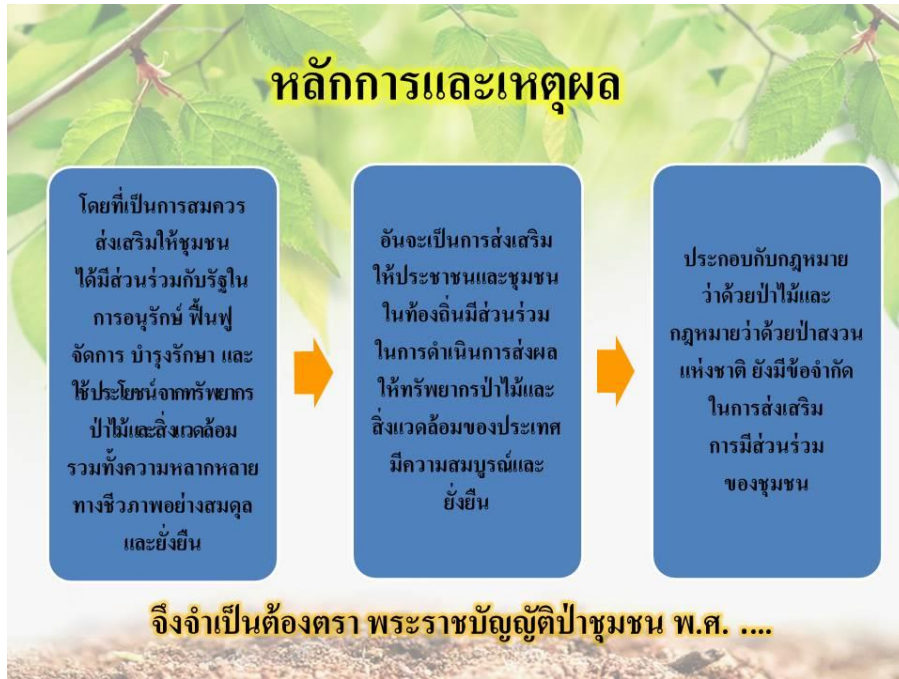 หลักการและเหตุผล
โดยที่เป็นการสมควร
ส่งเสริมให้ชุมชน
ได้มีส่วนร่วมกับรัฐใน
การอนุรักษ์ ฟื้นฟู
จัดการ บำรุงรักษา และ
ใช้ประโยชน์จากทรัพยากร
ป่าไม้และสิ่งแวดล้อม
รวมทั้งความหลากหลาย
ทางชีวภาพอย่างสมดุล
และยั่งยืน
อันจะเป็นการส่งเสริม
ให้ประชาชนและชุมชน
ในท้องถิ่นมีส่วนร่วม
ในการดำเนินการส่งผล
ให้ทรัพยากรป่าไม้และ
สิ่งแวดล้อมของประเทศ
มีความสมบูรณ์และ
ยั่งยืน
ประกอบกับกฎหมาย
ว่าด้วยป่าไม้และ
กฎหมายว่าด้วยป่าสงวน
แห่งชาติ ยังมีข้อจำกัด
ในการส่งเสริม
การมีส่วนร่วม
ของชุมชน
จึงจำเป็นต้องตรา พระราชบัญญัติป่าชุมชน พ.ศ. ....